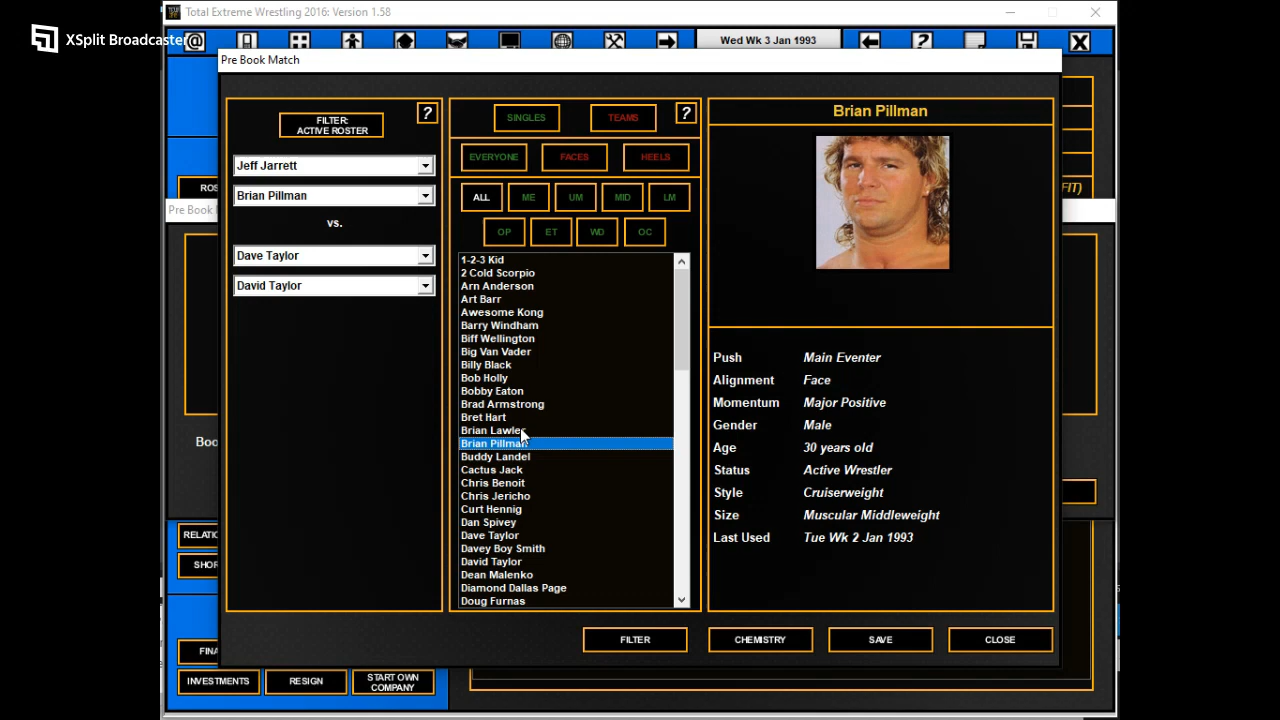 Total Extreme Wrestling 2016: Version 1.58
XSplit Broadcaster
@
Wed Wk 3 Jan 1993
?
X
Pre Book Match
FILTER:
ACTIVE ROSTER
?
Jeff Jarrett
Brian Pillman
vs.
Dave Taylor
David Taylor
SINGLES
TEAMS
?
EVERYONE
FACES
HEELS
ALL
ME
UM
MID
LM
OP
ET
WD
OC
1-2-3 Kid
2 Cold Scorpio
Arn Anderson
Art Barr
Awesome Kong
Barry Windham
Biff Wellington
Big Van Vader
Billy Black
Bob Holly
Bobby Eaton
Brad Armstrong
Bret Hart
Brian Lawler
Brian Pillman
Buddy Landel
Cactus Jack
Chris Benoit
Chris Jericho
Curt Hennig
Dan Spivey
Dave Taylor
Davey Boy Smith
David Taylor
Dean Malenko
Diamond Dallas Page
Doug Furnas
Brian Pillman
Push Main Eventer
Alignment Face
Momentum Major Positive
Gender Male
Age 30 years old
Status Active Wrestler
Style Cruiserweight
Size Muscular Middleweight
Last Used Tue Wk 2 Jan 1993
FILTER
CHEMISTRY
SAVE
CLOSE
ROS
FIT)
Pre Book
Boo
RELATIO
SHOR
FINA
INVESTMENTS
RESIGN
START OWN
COMPANY